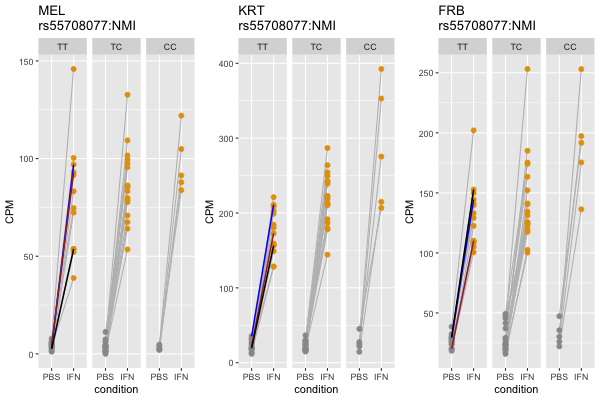 MEL
rs55708077:NMI
TT TC CC
150
100
50
0
CPM
PBS IFN PBS IFN PBS IFN
condition
KRT
rs55708077:NMI
TT TC CC
400
300
200
100
0
CPM
PBS IFN PBS IFN PBS IFN
condition
FRB
rs55708077:NMI
TT TC CC
250
200
150
100
50
CPM
PBS IFN PBS IFN PBS IFN
condition